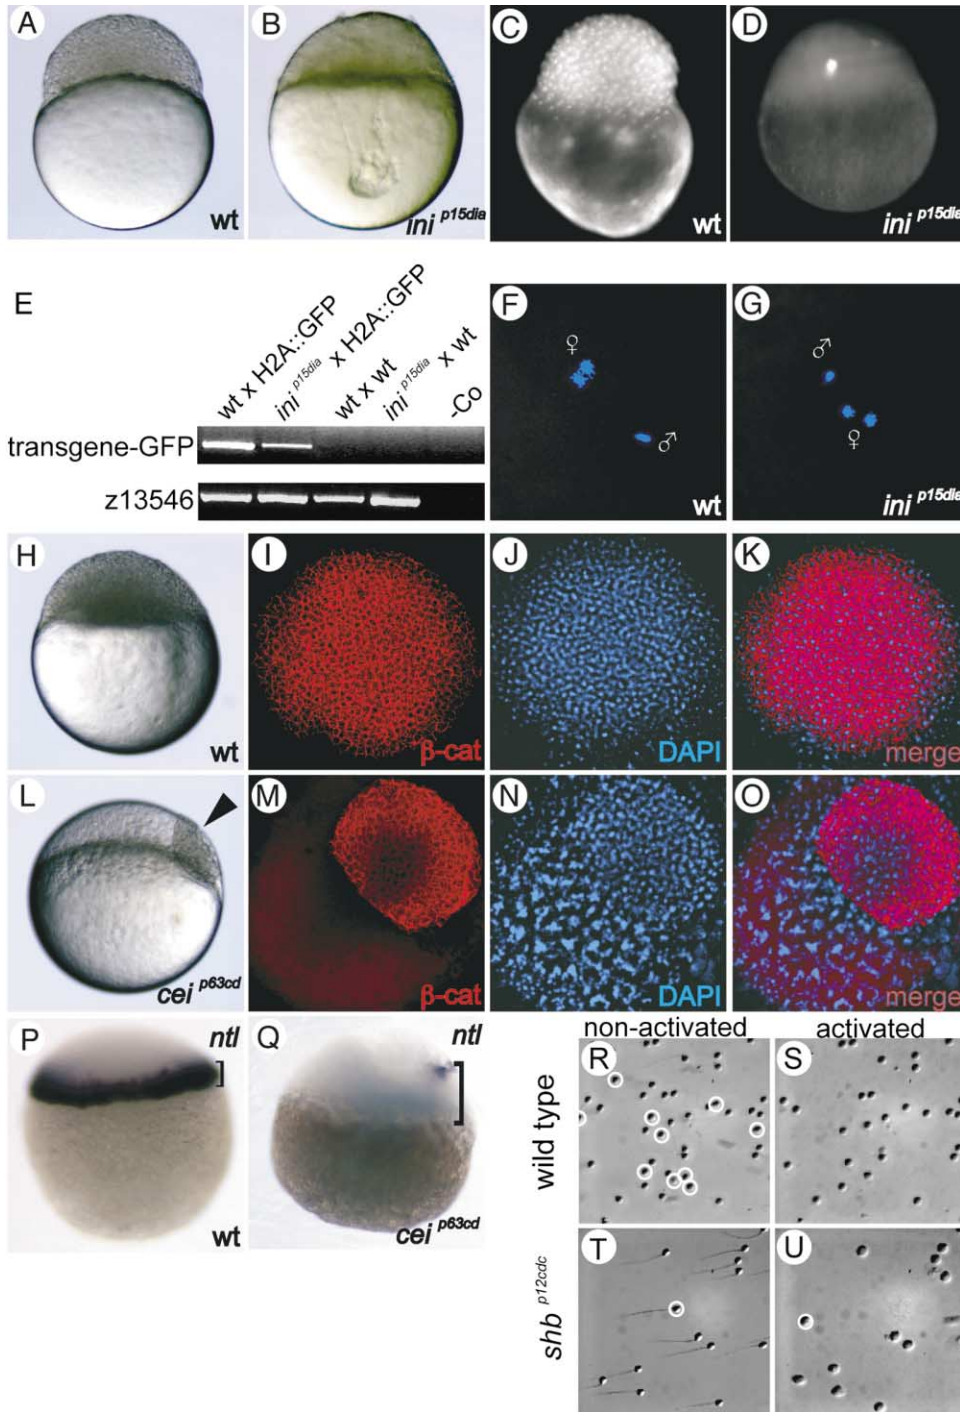 A
wt
B
ini p15dia
C
wt
D
ini p15dia
E
wt x H2A::GFP
ini p15dia x H2A::GFP
wt x wt
ini p15dia x wt
-Co
transgene-GFP
z13546
F
♀
♂
wt
G
♂
♀
ini p15dia
H
wt
I
β-cat
J
DAPI
K
merge
L
cei p63cd
M
β-cat
N
DAPI
O
merge
P
ntl
wt
Q
ntl
cei p63cd
non-activated
activated
wild type
R
S
shb p12cdc
T
U